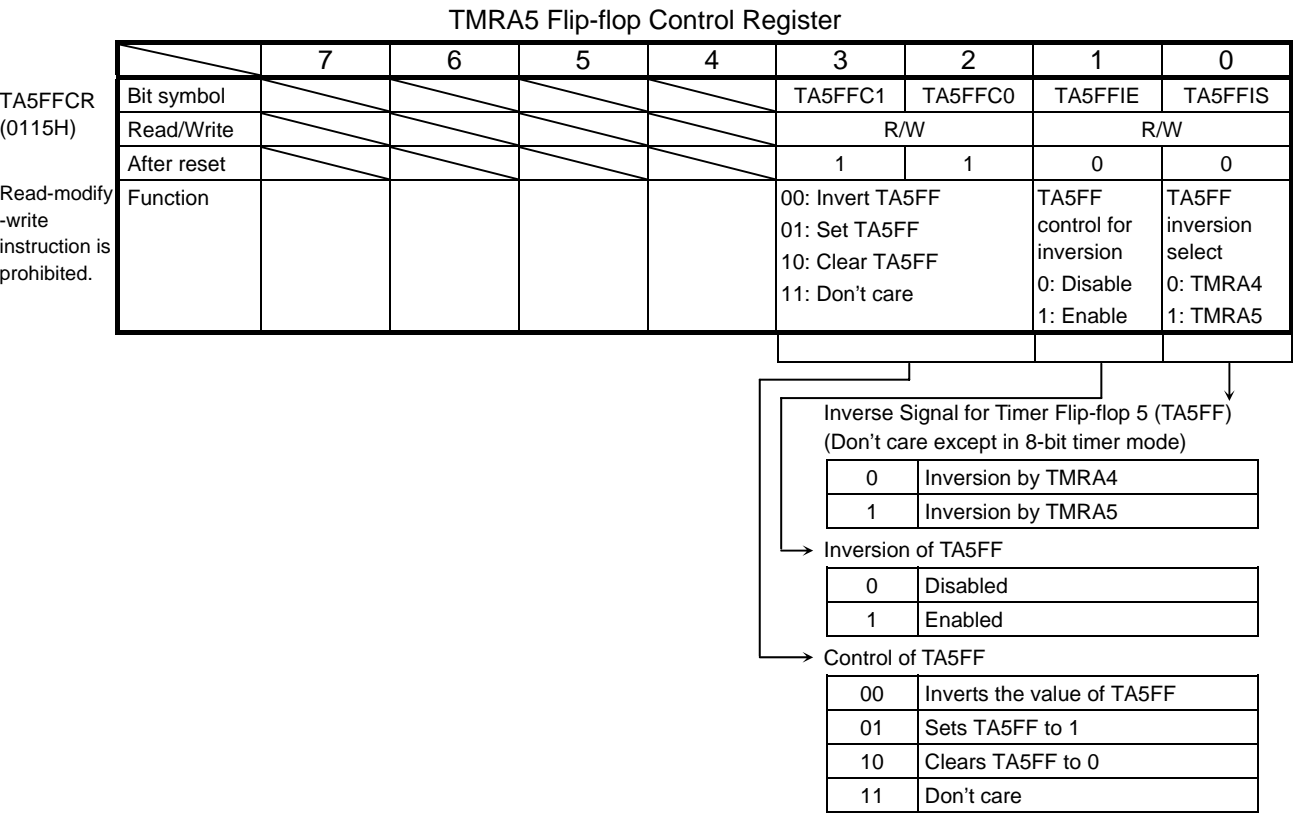 TMRA5 Flip-flop Control Register
7 6 5 4 3 2 1 0
TA5FFCR
(0115H)
Read-modify
-write
instruction is
prohibited.
Bit symbol TA5FFC1 TA5FFC0 TA5FFIE TA5FFIS
Read/Write R/W R/W
After reset 1 1 0 0
Function
00: Invert TA5FF
01: Set TA5FF
10: Clear TA5FF
11: Don't care
TA5FF
control for
inversion
0: Disable
1: Enable
TA5FF
inversion
select
0: TMRA4
1: TMRA5
Inverse Signal for Timer Flip-flop 5 (TA5FF)
(Don't care except in 8-bit timer mode)
0 Inversion by TMRA4
1 Inversion by TMRA5
Inversion of TA5FF
0 Disabled
1 Enabled
Control of TA5FF
00 Inverts the value of TA5FF
01 Sets TA5FF to 1
10 Clears TA5FF to 0
11 Don't care